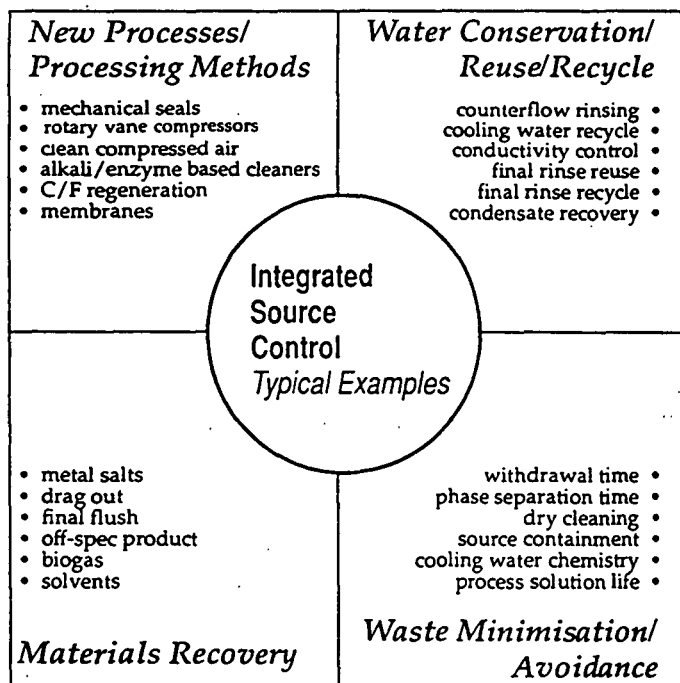 New Processes/
Processing Methods
• mechanical seals
• rotary vane compressors
• clean compressed air
• alkali/enzyme based cleaners
• C/F regeneration
• membranes
Water Conservation/
Reuse/Recycle
counterflow rinsing •
cooling water recycle •
conductivity control •
final rinse reuse •
final rinse recycle •
condensate recovery •
Integrated
Source
Control
Typical Examples
• metal salts
• drag out
• final flush
• off-spec product
• biogas
• solvents
Materials Recovery
withdrawal time •
phase separation time •
dry cleaning •
source containment •
cooling water chemistry •
process solution life •
Waste Minimisation/
Avoidance